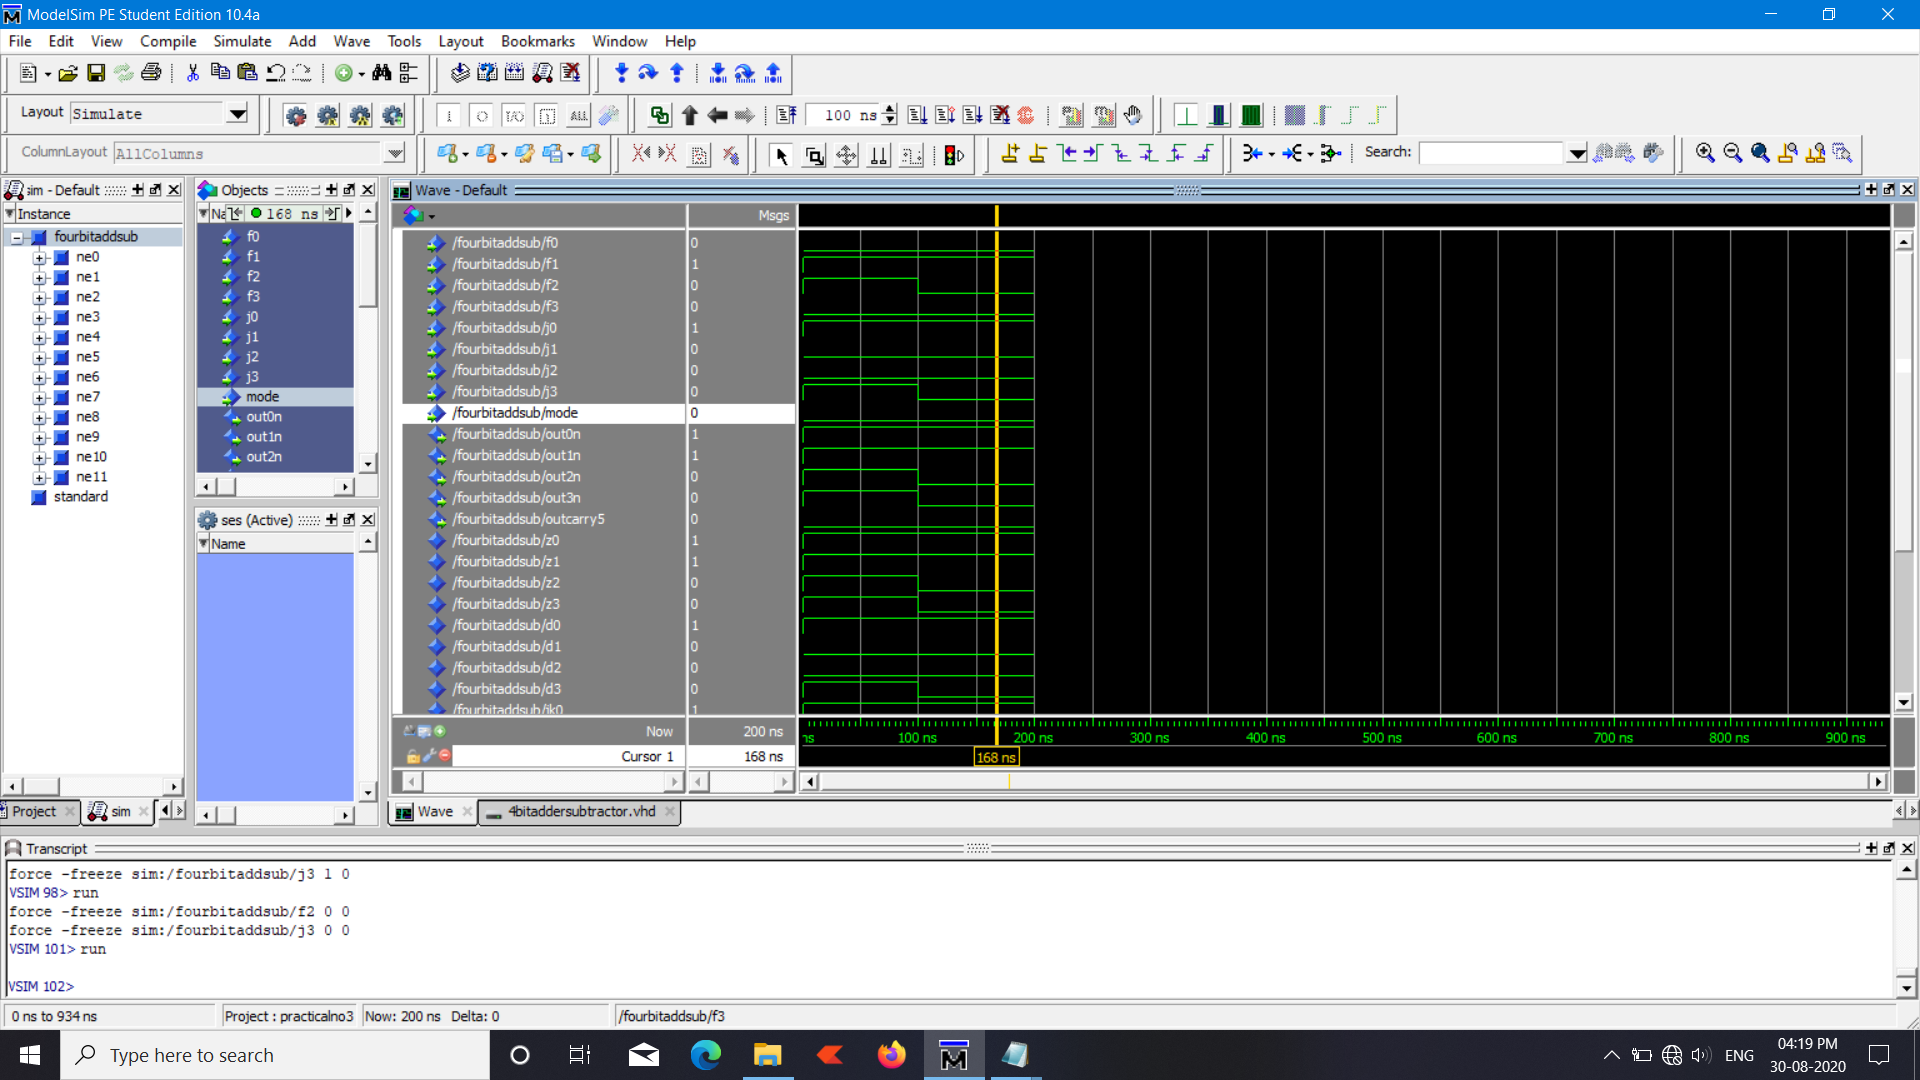 ModelSim PE Student Edition 10.4a
File Edit View Compile Simulate Add Wave Tools Layout Bookmarks Window Help
Layout Simulate
100 ns
ColumnLayout AllColumns
Search:
sim - Default
Instance
fourbitaddsub
ne0
ne1
ne2
ne3
ne4
ne5
ne6
ne7
ne8
ne9
ne10
ne11
standard
Objects
168 ns
f0
f1
f2
f3
j0
j1
j2
j3
mode
out0n
out1n
out2n
ses (Active)
Name
Wave - Default
Msgs
/fourbitaddsub/f0 0
/fourbitaddsub/f1 1
/fourbitaddsub/f2 0
/fourbitaddsub/f3 0
/fourbitaddsub/j0 1
/fourbitaddsub/j1 0
/fourbitaddsub/j2 0
/fourbitaddsub/j3 0
/fourbitaddsub/mode 0
/fourbitaddsub/out0n 1
/fourbitaddsub/out1n 1
/fourbitaddsub/out2n 0
/fourbitaddsub/out3n 0
/fourbitaddsub/outcarry5 0
/fourbitaddsub/z0 1
/fourbitaddsub/z1 1
/fourbitaddsub/z2 0
/fourbitaddsub/z3 0
/fourbitaddsub/d0 1
/fourbitaddsub/d1 0
/fourbitaddsub/d2 0
/fourbitaddsub/d3 0
/fourbitaddsub/jk0 1
Now 200 ns
Cursor 1 168 ns
ns 100 ns 200 ns 300 ns 400 ns 500 ns 600 ns 700 ns 800 ns 900 ns
168 ns
Project sim
Wave 4bitaddersubtractor.vhd
Transcript
force -freeze sim:/fourbitaddsub/j3 1 0
VSIM 98> run
force -freeze sim:/fourbitaddsub/f2 0 0
force -freeze sim:/fourbitaddsub/j3 0 0
VSIM 101> run
VSIM 102>
0 ns to 934 ns Project : practicalno3 Now: 200 ns Delta: 0 /fourbitaddsub/f3
Type here to search
ENG
04:19 PM
30-08-2020